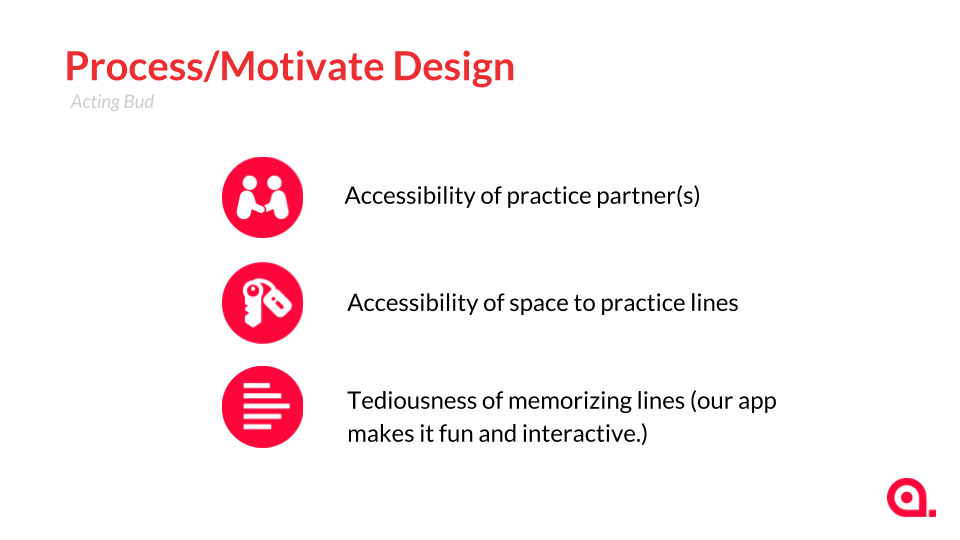 Process/Motivate Design
Acting Bud
Accessibility of practice partner(s)
Accessibility of space to practice lines
Tediousness of memorizing lines (our app
makes it fun and interactive.)
a.